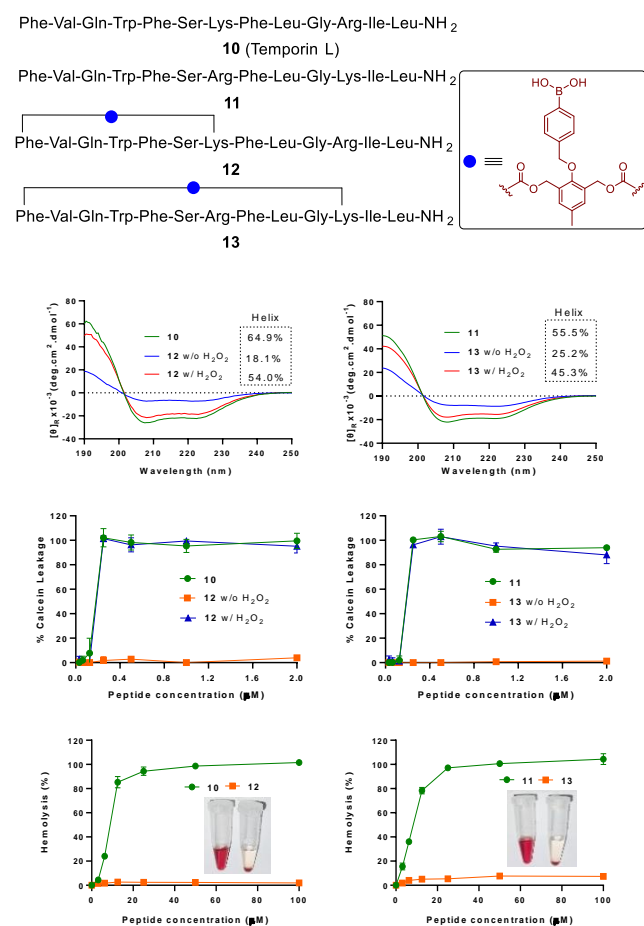 Phe-Val-Gln-Trp-Phe-Ser-Lys-Phe-Leu-Gly-Arg-Ile-Leu-NH2
10 (Temporin L)
Phe-Val-Gln-Trp-Phe-Ser-Arg-Phe-Leu-Gly-Lys-Ile-Leu-NH2
11
Phe-Val-Gln-Trp-Phe-Ser-Lys-Phe-Leu-Gly-Arg-Ile-Leu-NH2
12
Phe-Val-Gln-Trp-Phe-Ser-Arg-Phe-Leu-Gly-Lys-Ile-Leu-NH2
13
HO OH
B
O
O O O
O O
80
60
40
20
0
-20
-40
190 200 210 220 230 240 250
[θ]R x10⁻³ (deg.cm².dmol⁻¹)
Wavelength (nm)
Helix
10 64.9%
12 w/o H2O2 18.1%
12 w/ H2O2 54.0%
80
60
40
20
0
-20
-40
190 200 210 220 230 240 250
[θ]R x10⁻³ (deg.cm².dmol⁻¹)
Wavelength (nm)
Helix
11 55.5%
13 w/o H2O2 25.2%
13 w/ H2O2 45.3%
120
100
80
60
40
20
0
0.0 0.4 0.8 1.2 1.6 2.0
% Calcein Leakage
Peptide concentration (μM)
10
12 w/o H2O2
12 w/ H2O2
120
100
80
60
40
20
0
0.0 0.4 0.8 1.2 1.6 2.0
% Calcein Leakage
Peptide concentration (μM)
11
13 w/o H2O2
13 w/ H2O2
120
100
80
60
40
20
0
0 20 40 60 80 100
Hemolysis (%)
Peptide concentration (μM)
10 12
120
100
80
60
40
20
0
0 20 40 60 80 100
Hemolysis (%)
Peptide concentration (μM)
11 13